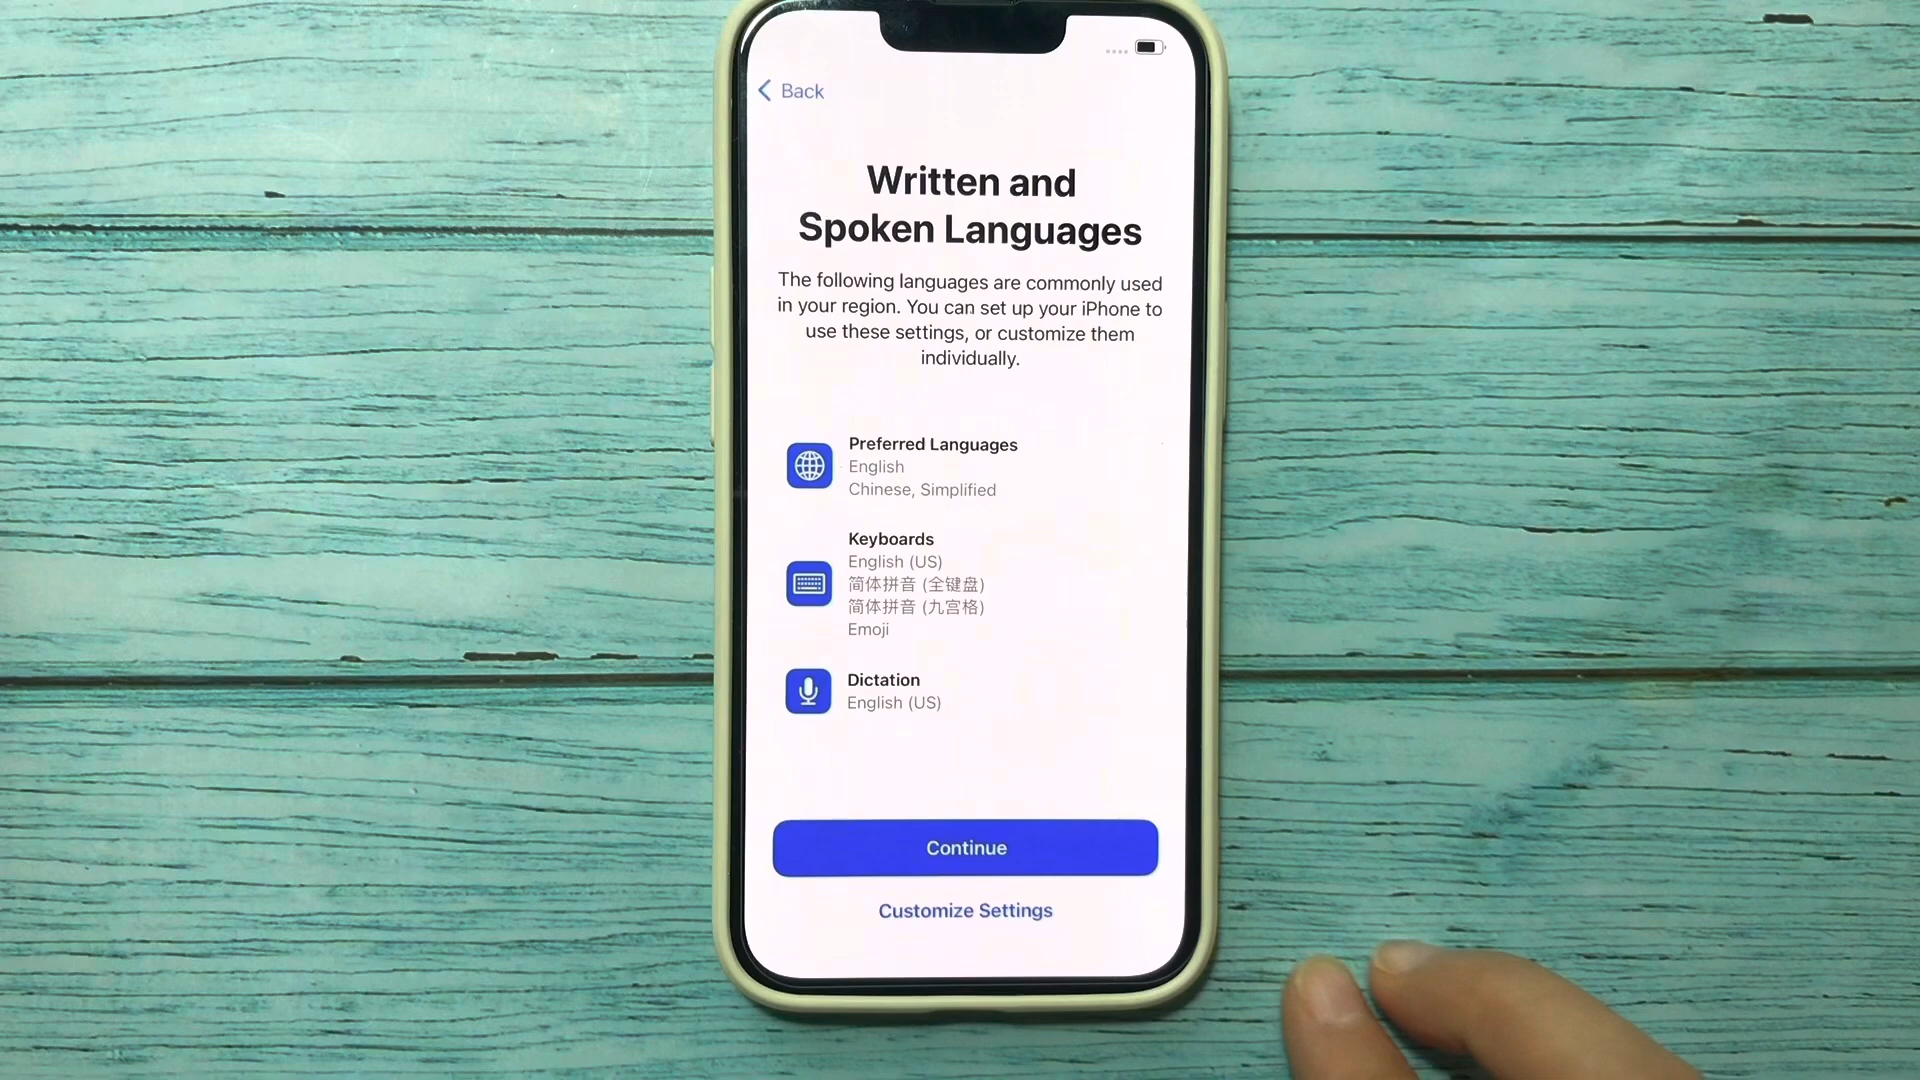 Back
Written and
Spoken Languages
The following languages are commonly used
in your region. You can set up your iPhone to
use these settings, or customize them
individually.
Preferred Languages
English
Chinese, Simplified
Keyboards
English (US)
简体拼音 (全键盘)
简体拼音 (九宫格)
Emoji
Dictation
English (US)
Continue
Customize Settings